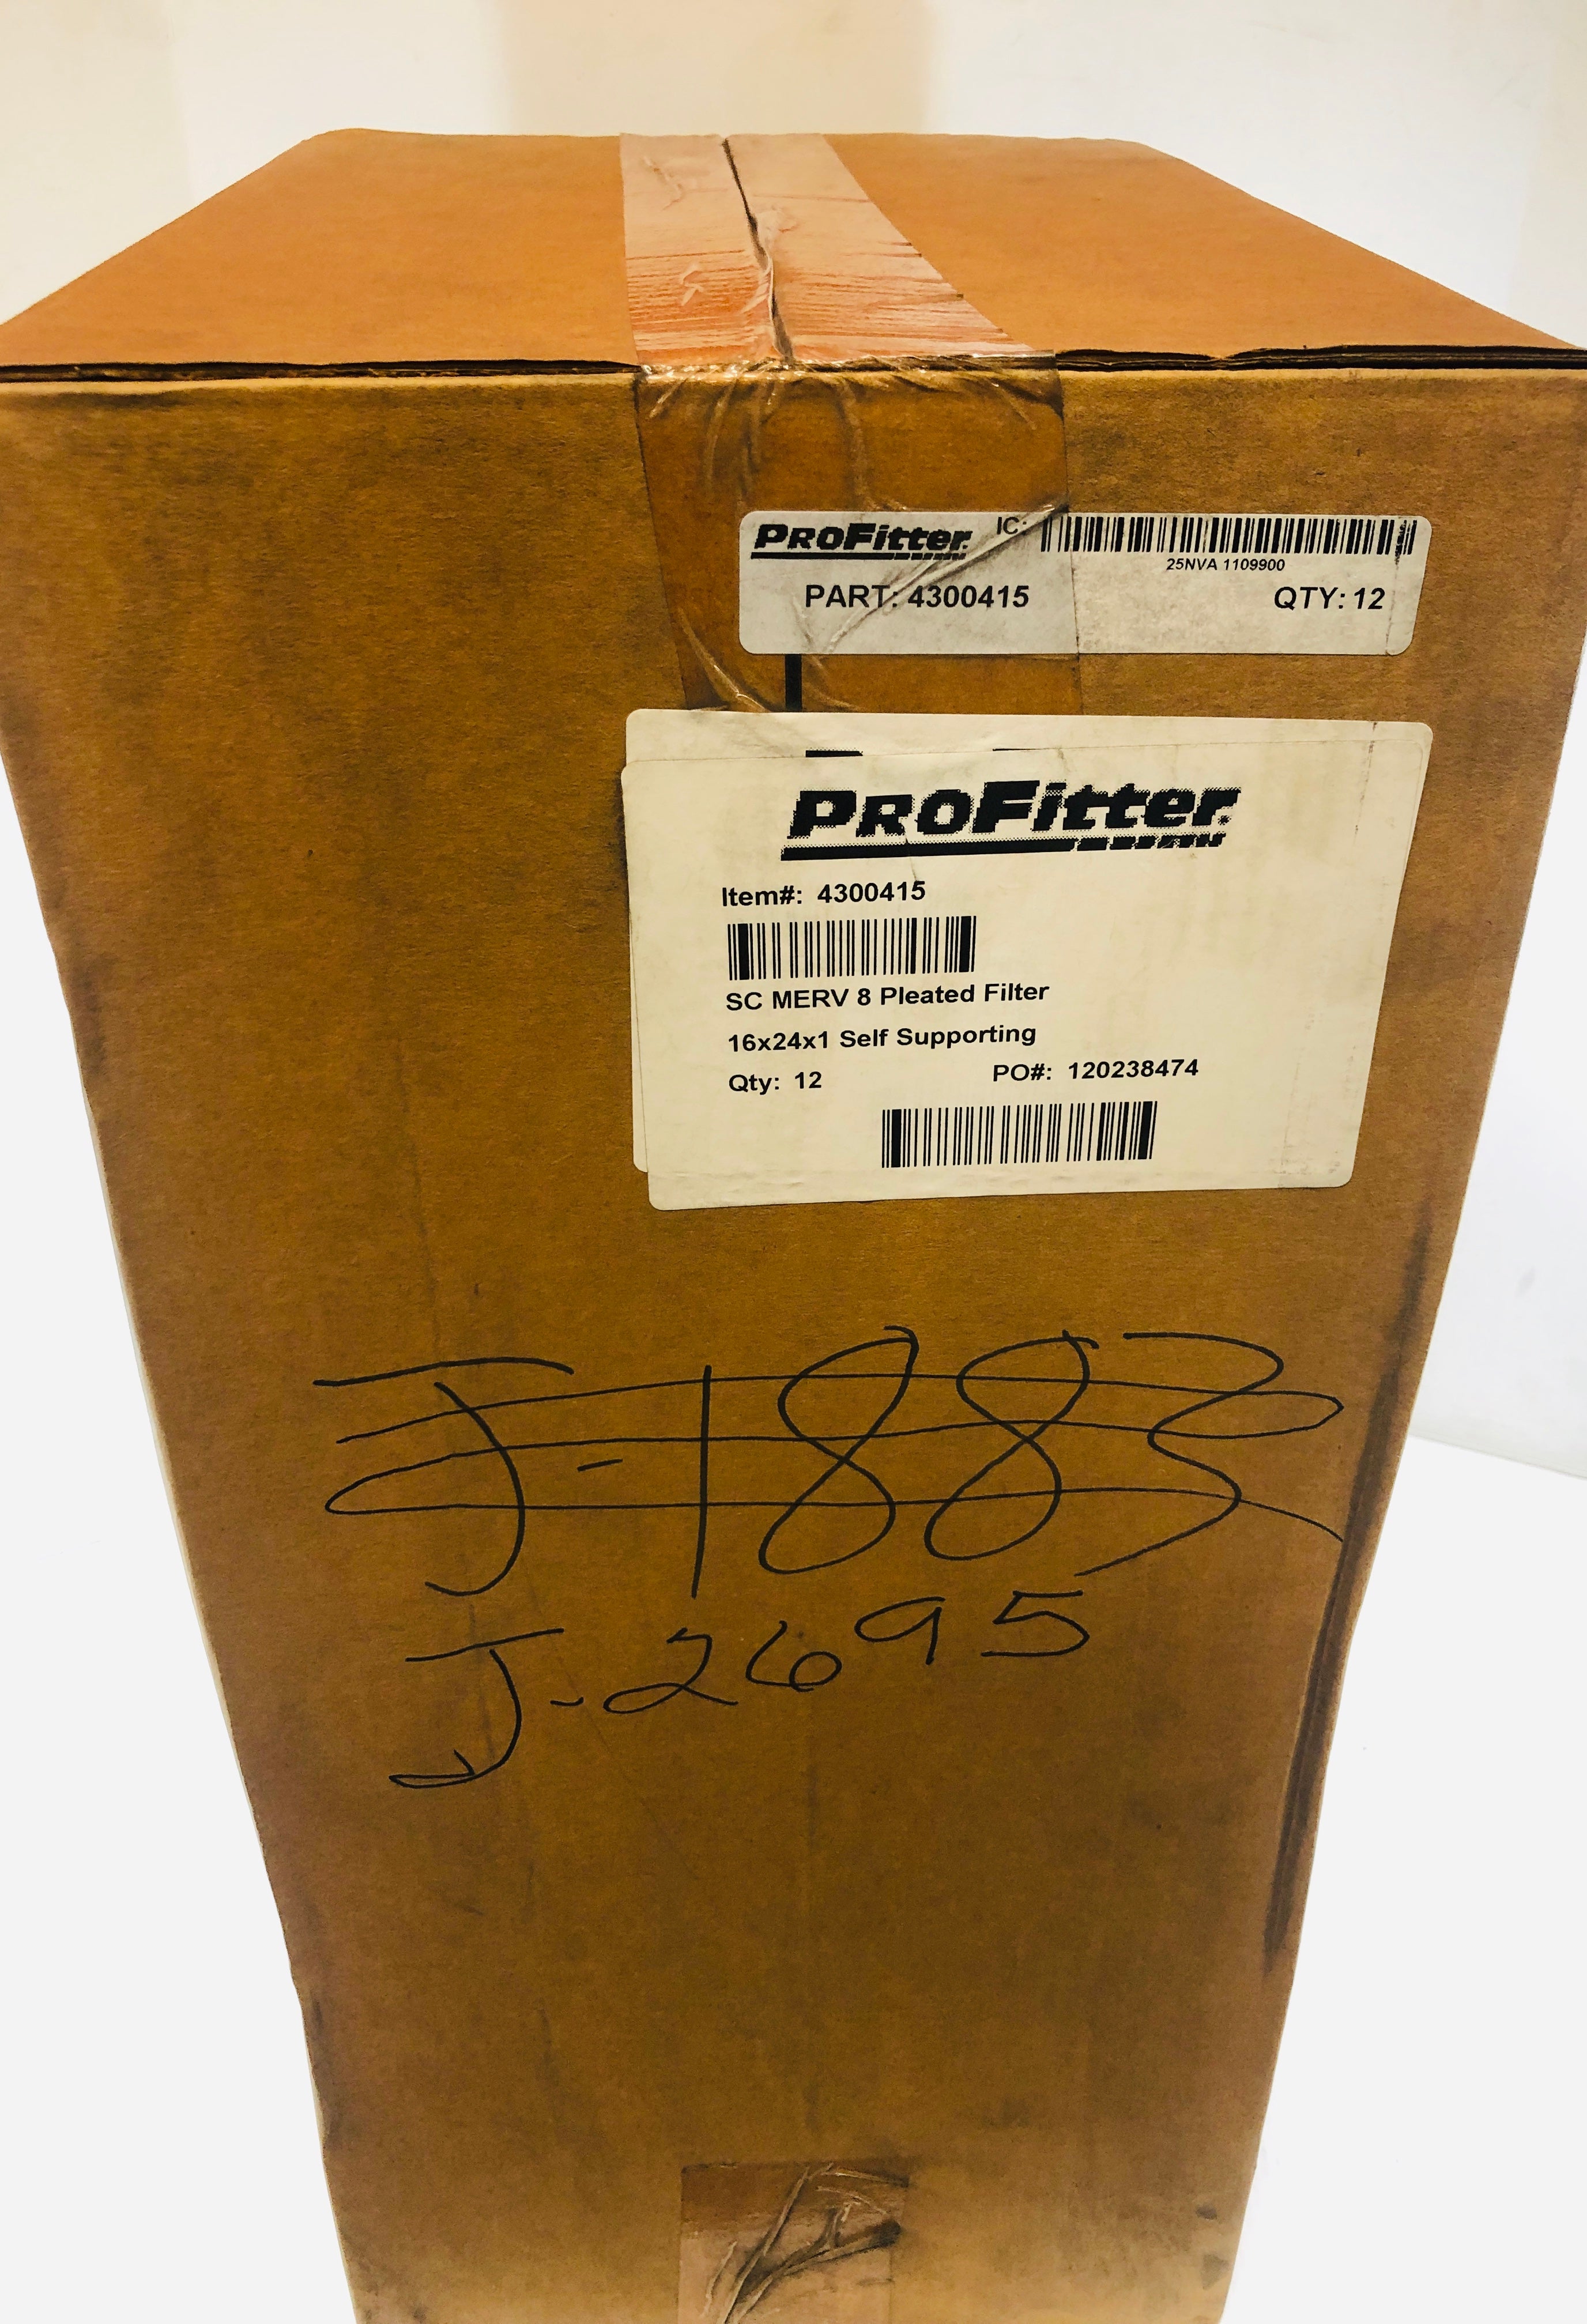 PROFitter IC:
25NVA 1109900
PART: 4300415 QTY: 12
PROFitter
Item#: 4300415
SC MERV 8 Pleated Filter
16x24x1 Self Supporting
Qty: 12 PO#: 120238474
J-1883
J-2695